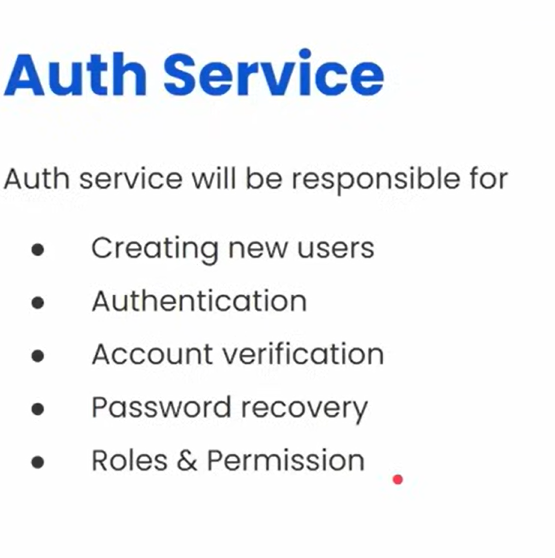 Auth Service
Auth service will be responsible for
● Creating new users
● Authentication
● Account verification
● Password recovery
● Roles & Permission